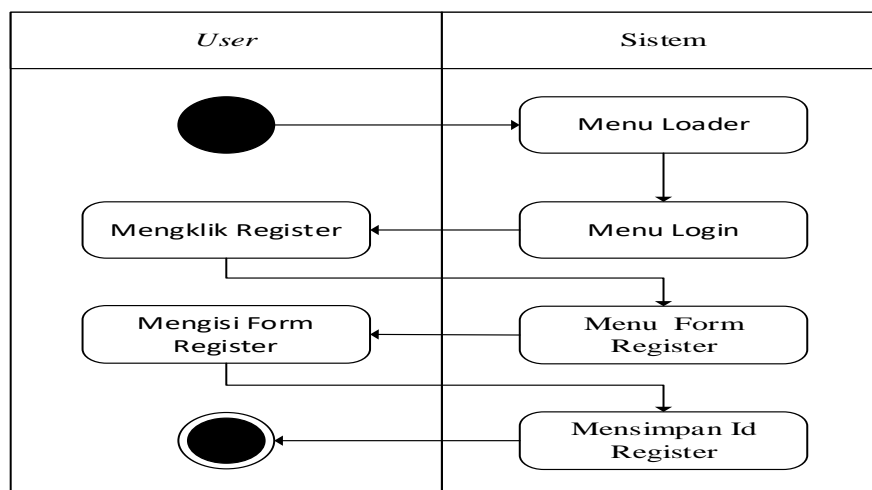 User
Sistem
Menu Loader
Mengklik Register
Menu Login
Mengisi Form
Register
Menu Form
Register
Mensimpan Id
Register